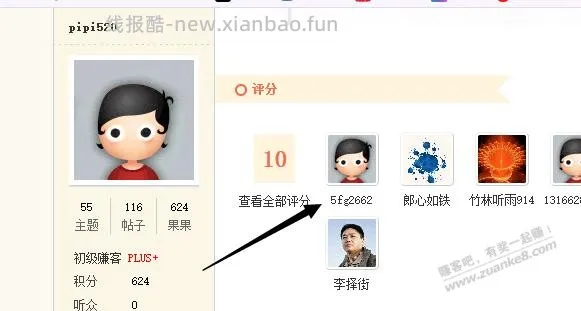 线报酷-new.xianbao.fun
pipi520
评分
10
查看全部评分
5fg2662
郎心如铁
竹林听雨914
1316628
李择街
55
116
624
主题
帖子
果果
初级赚客 PLUS+
积分 624
听众 0
赚客吧，有奖一起赚！
www.zuanke8.com